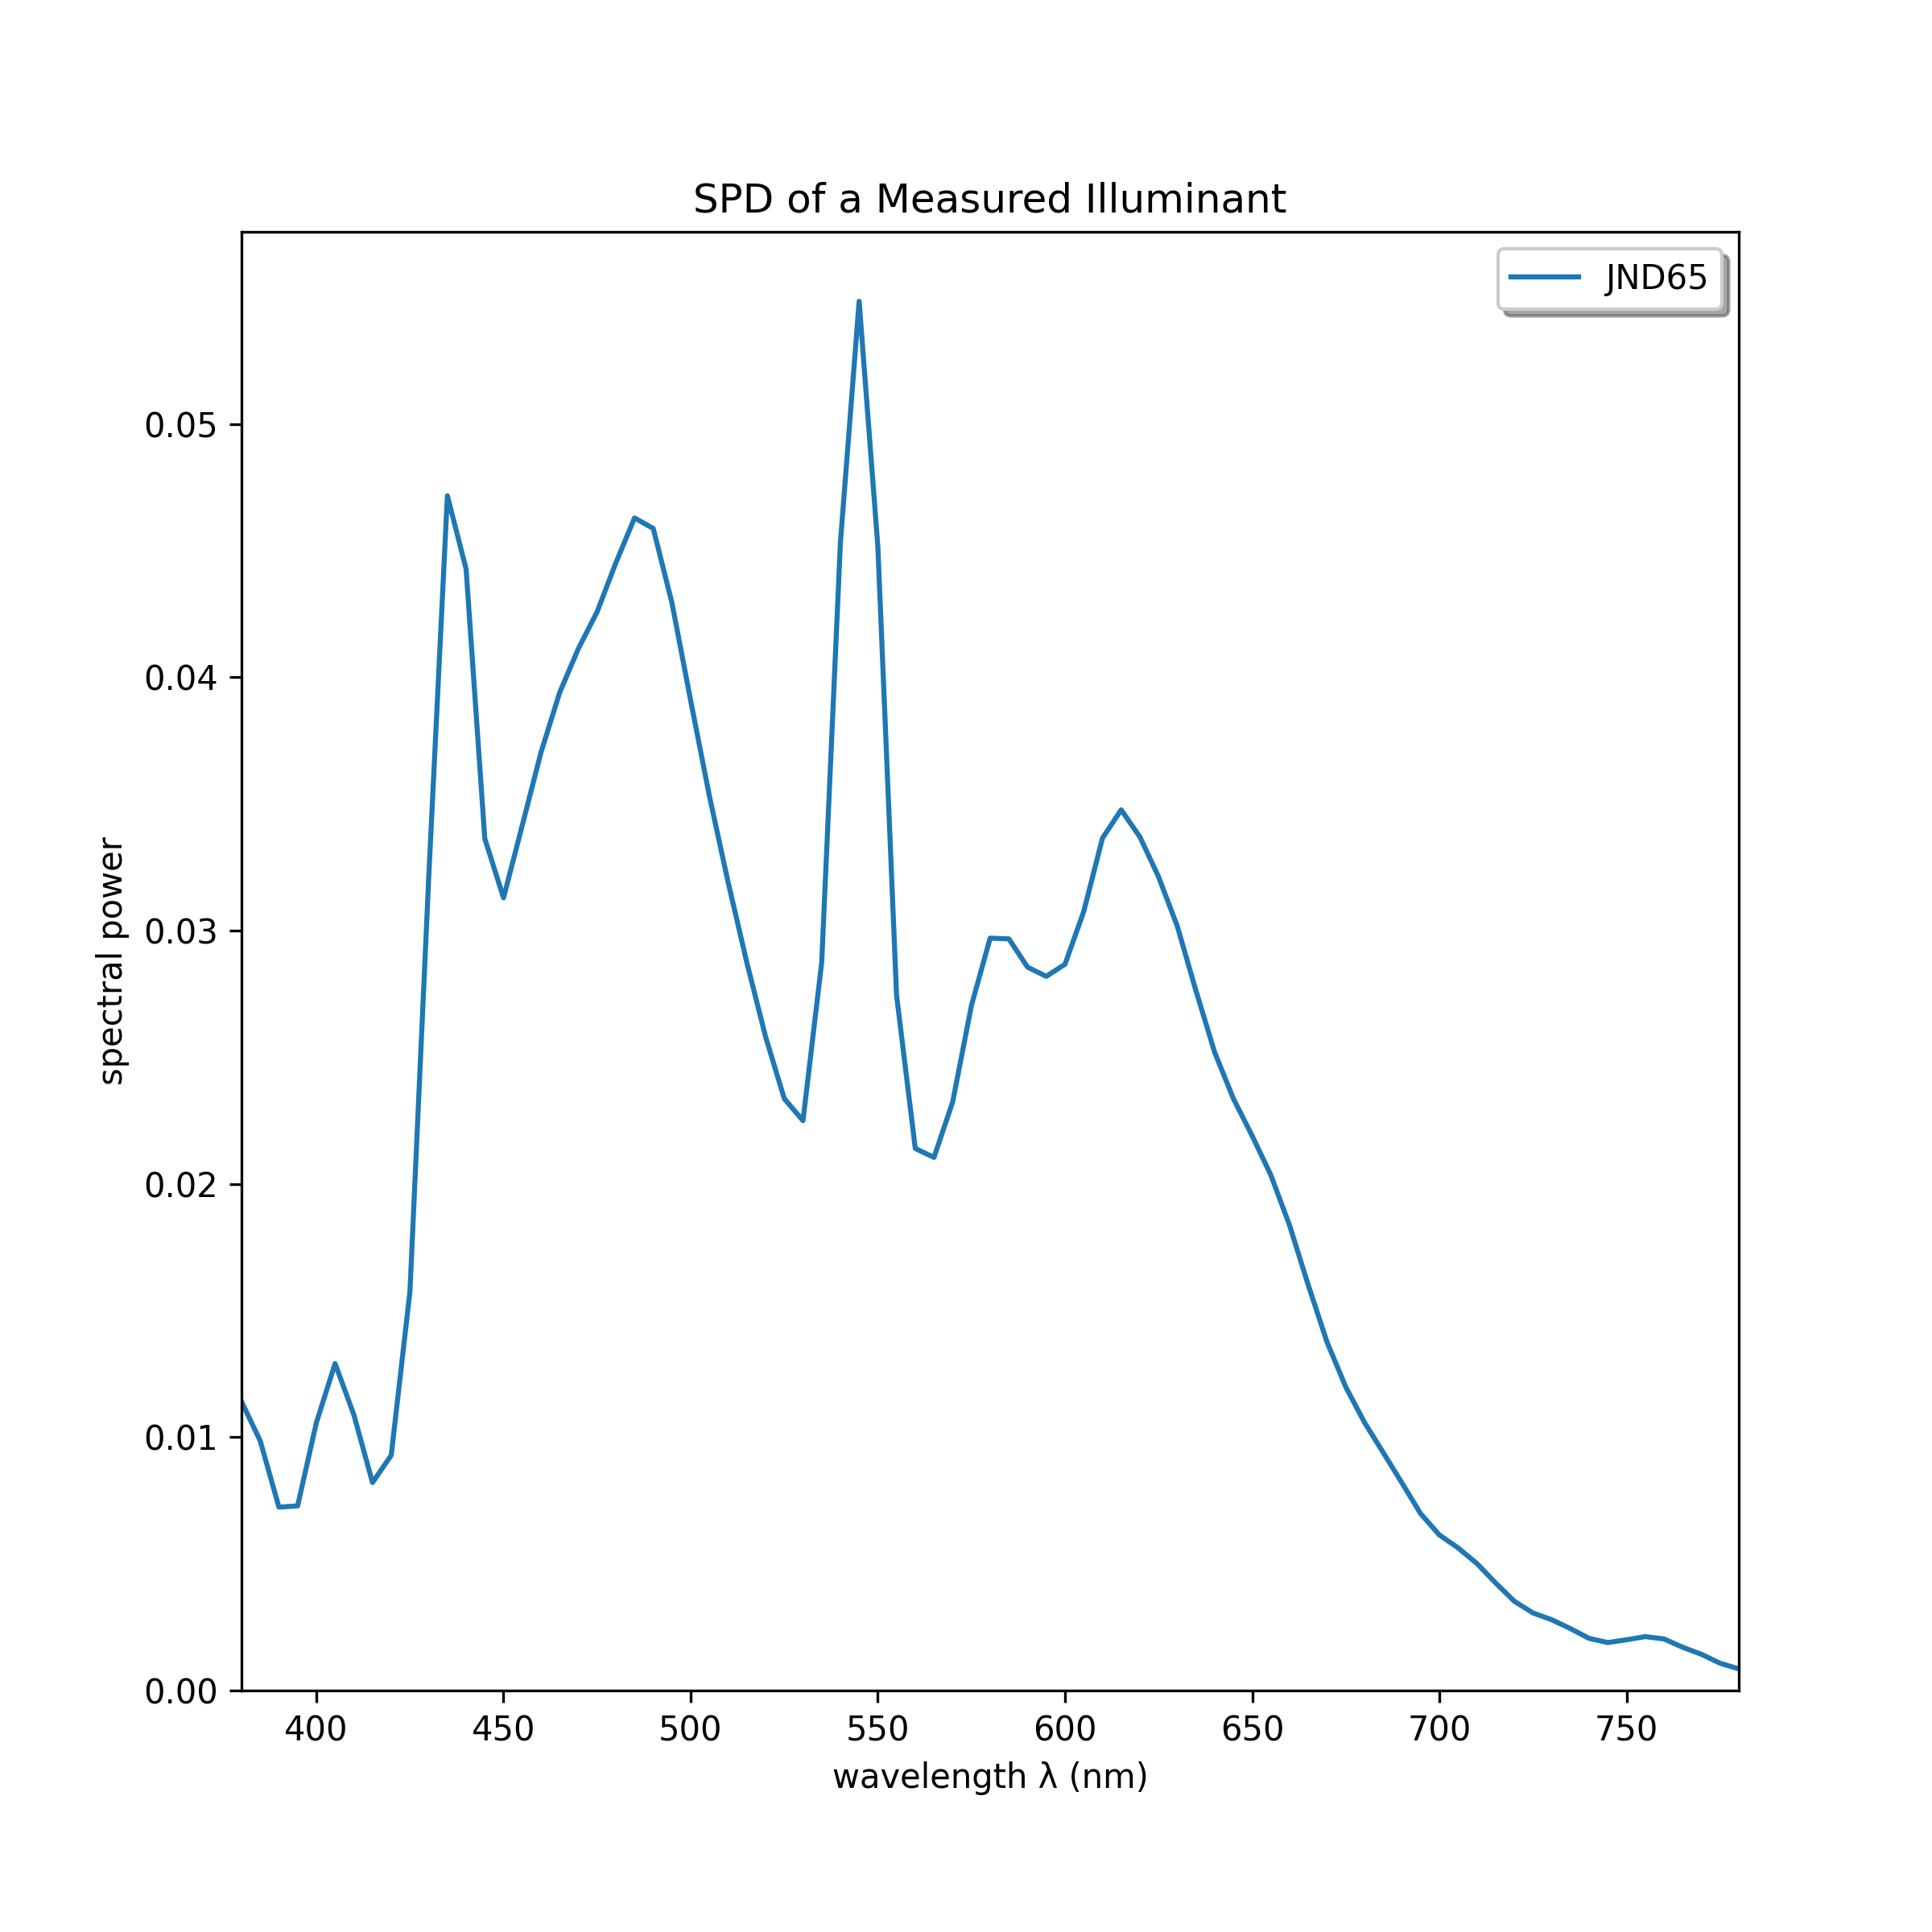 SPD of a Measured Illuminant
JND65
spectral power
0.05
0.04
0.03
0.02
0.01
0.00
400 450 500 550 600 650 700 750
wavelength λ (nm)